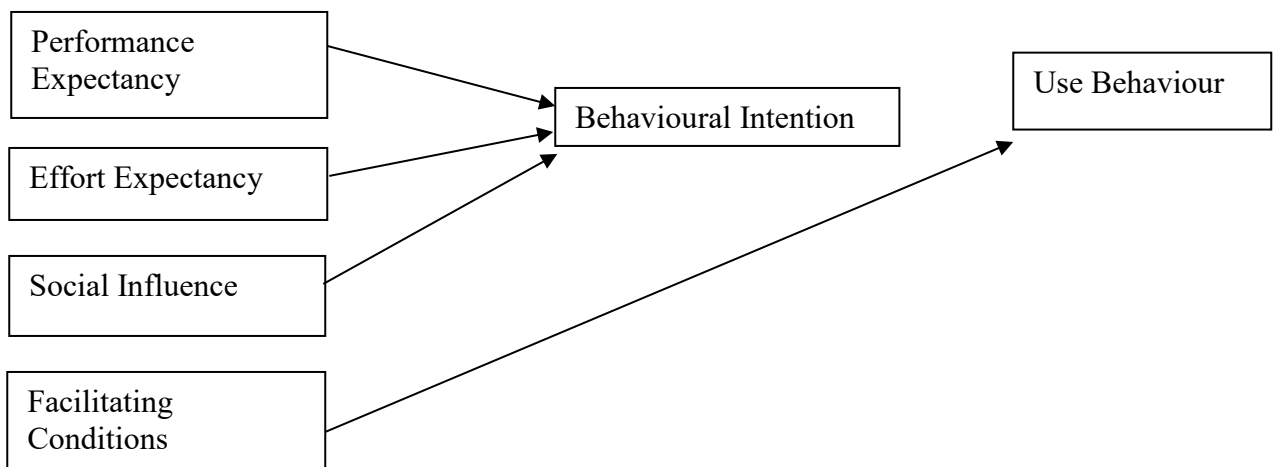 Performance
Expectancy
Effort Expectancy
Social Influence
Facilitating
Conditions
Behavioural Intention
Use Behaviour